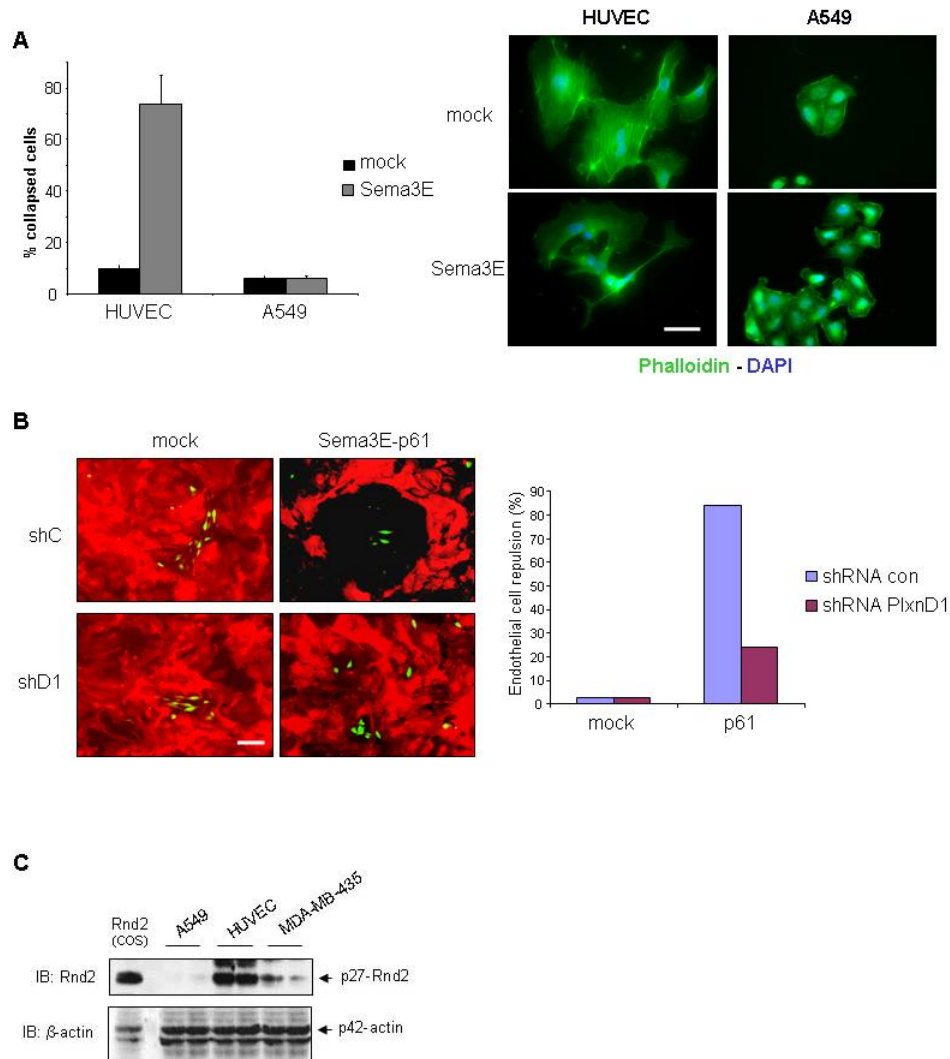 A
80
60
40
20
0
% collapsed cells
HUVEC
A549
mock
Sema3E
HUVEC
A549
mock
Sema3E
Phalloidin - DAPI
B
mock
Sema3E-p61
shC
shD1
90
80
70
60
50
40
30
20
10
0
Endothelial cell repulsion (%)
mock
p61
shRNA con
shRNA PlxnD1
C
Rnd2
(COS)
A549
HUVEC
MDA-MB-435
IB: Rnd2
p27-Rnd2
IB: β-actin
p42-actin